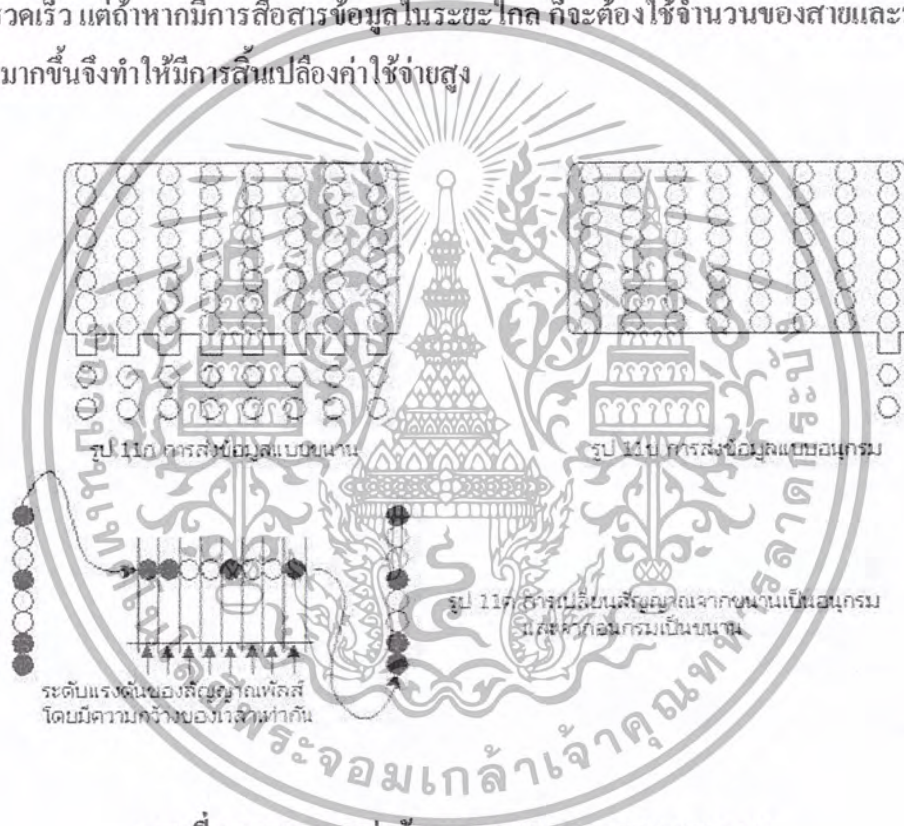 รวดเร็ว แต่ถ้าหากมีการสื่อสารข้อมูลในระยะไกล ก็จะต้องใช้จำนวนของสายและ
มากขึ้นจึงทำให้มีการสิ้นเปลืองค่าใช้จ่ายสูง
รูป 11ก การส่งข้อมูลแบบขนาน
รูป 11ข การส่งข้อมูลแบบอนุกรม
รูป 11ค การเปลี่ยนสัญญาณจากขนานเป็นอนุกรม
และจากอนุกรมเป็นขนาน
ระดับแรงดันของสัญญาณพัลส์
โดยมีความกว้างของเวลาเท่ากัน
พระจอมเกล้าเจ้าคุณทหารลาดกระบัง